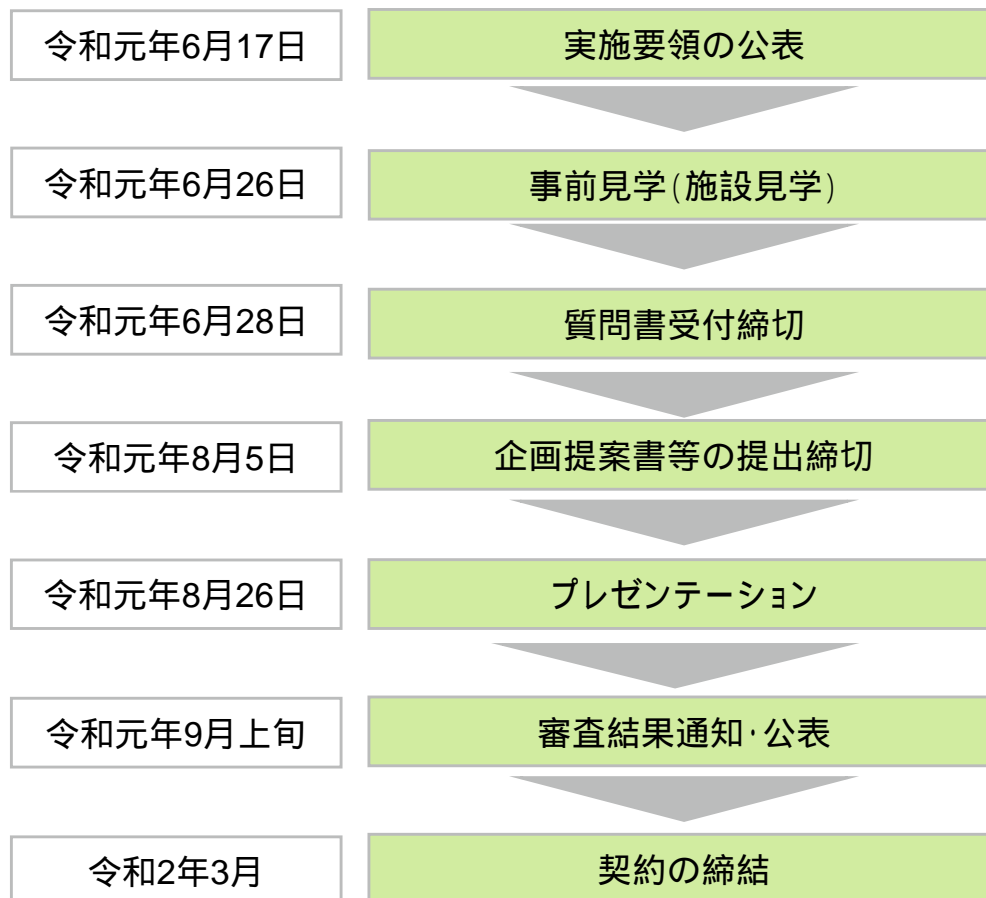 令和元年6月17日
実施要領の公表
令和元年6月26日
事前見学(施設見学)
令和元年6月28日
質問書受付締切
令和元年8月5日
企画提案書等の提出締切
令和元年8月26日
プレゼンテーション
令和元年9月上旬
審査結果通知・公表
令和2年3月
契約の締結